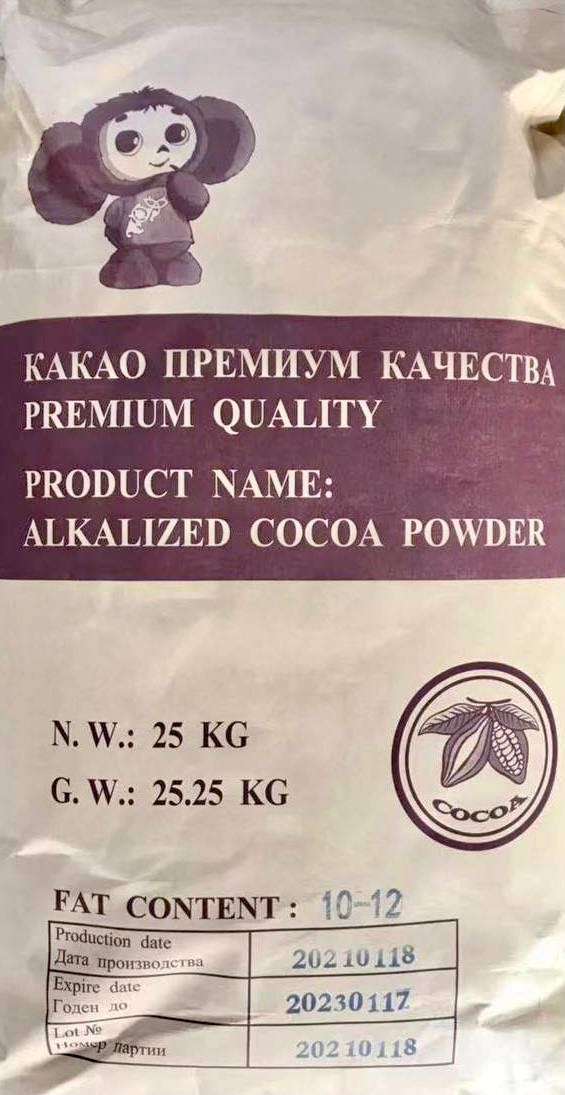 КАКАО ПРЕМИУМ КАЧЕСТВА
PREMIUM QUALITY
PRODUCT NAME:
ALKALIZED COCOA POWDER
N. W.: 25 KG
G. W.: 25.25 KG
COCOA
FAT CONTENT : 10-12
Production date
Дата производства 20210118
Expire date
Годен до 20230117
Lot №
Номер партии 20210118